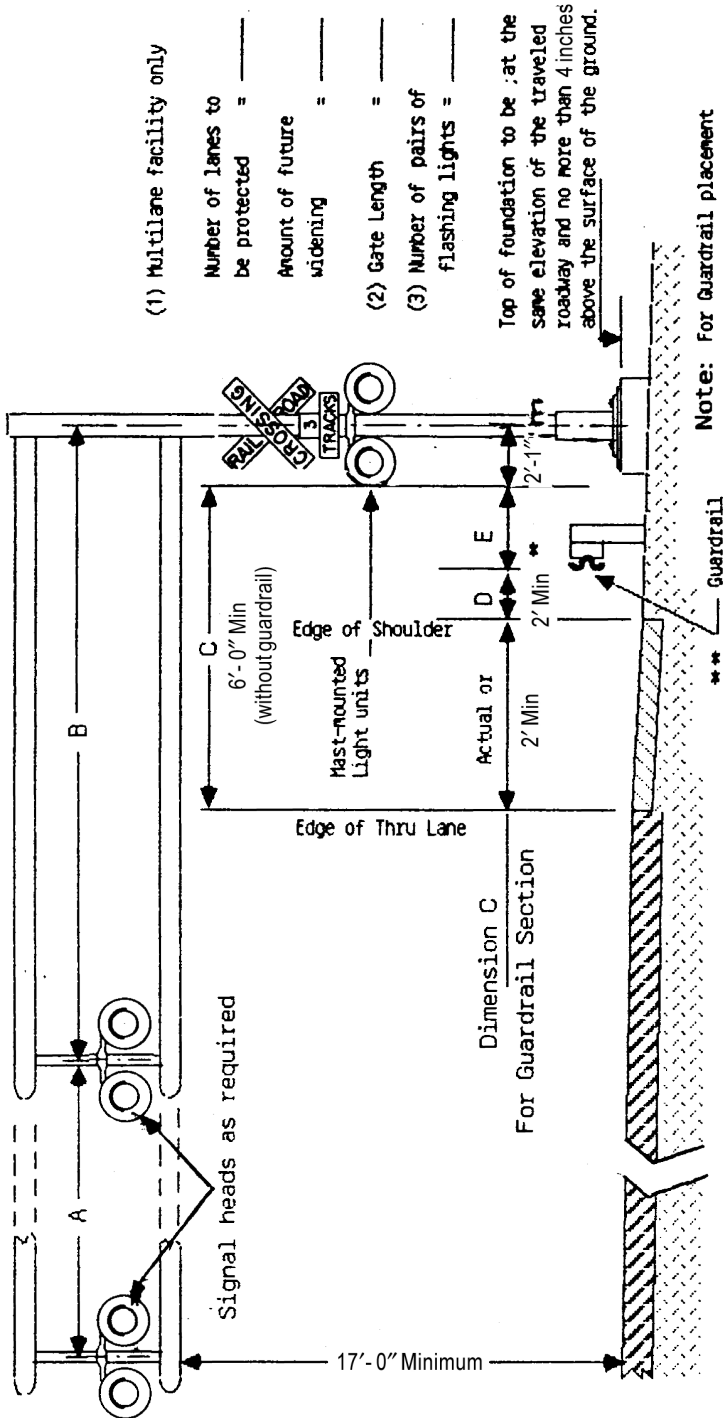 (1) Multilane facility only
Number of lanes to
be protected =
Amount of future
widening =
(2) Gate Length =
(3) Number of pairs of
flashing lights =
Top of foundation to be ;at the
same elevation of the traveled
roadway and no more than 4 inches
above the surface of the ground.
A
B
Signal heads as required
C
6'-0" Min
(without guardrail)
RAIL ROAD
CROSSING
3
TRACKS
Mast-mounted
Light units
Edge of Shoulder
Edge of Thru Lane
17'-0" Minimum
Dimension C
For Guardrail Section
Actual or
2' Min
D
2' Min
E
**
2'-1"
** Guardrail
Note: For Guardrail placement